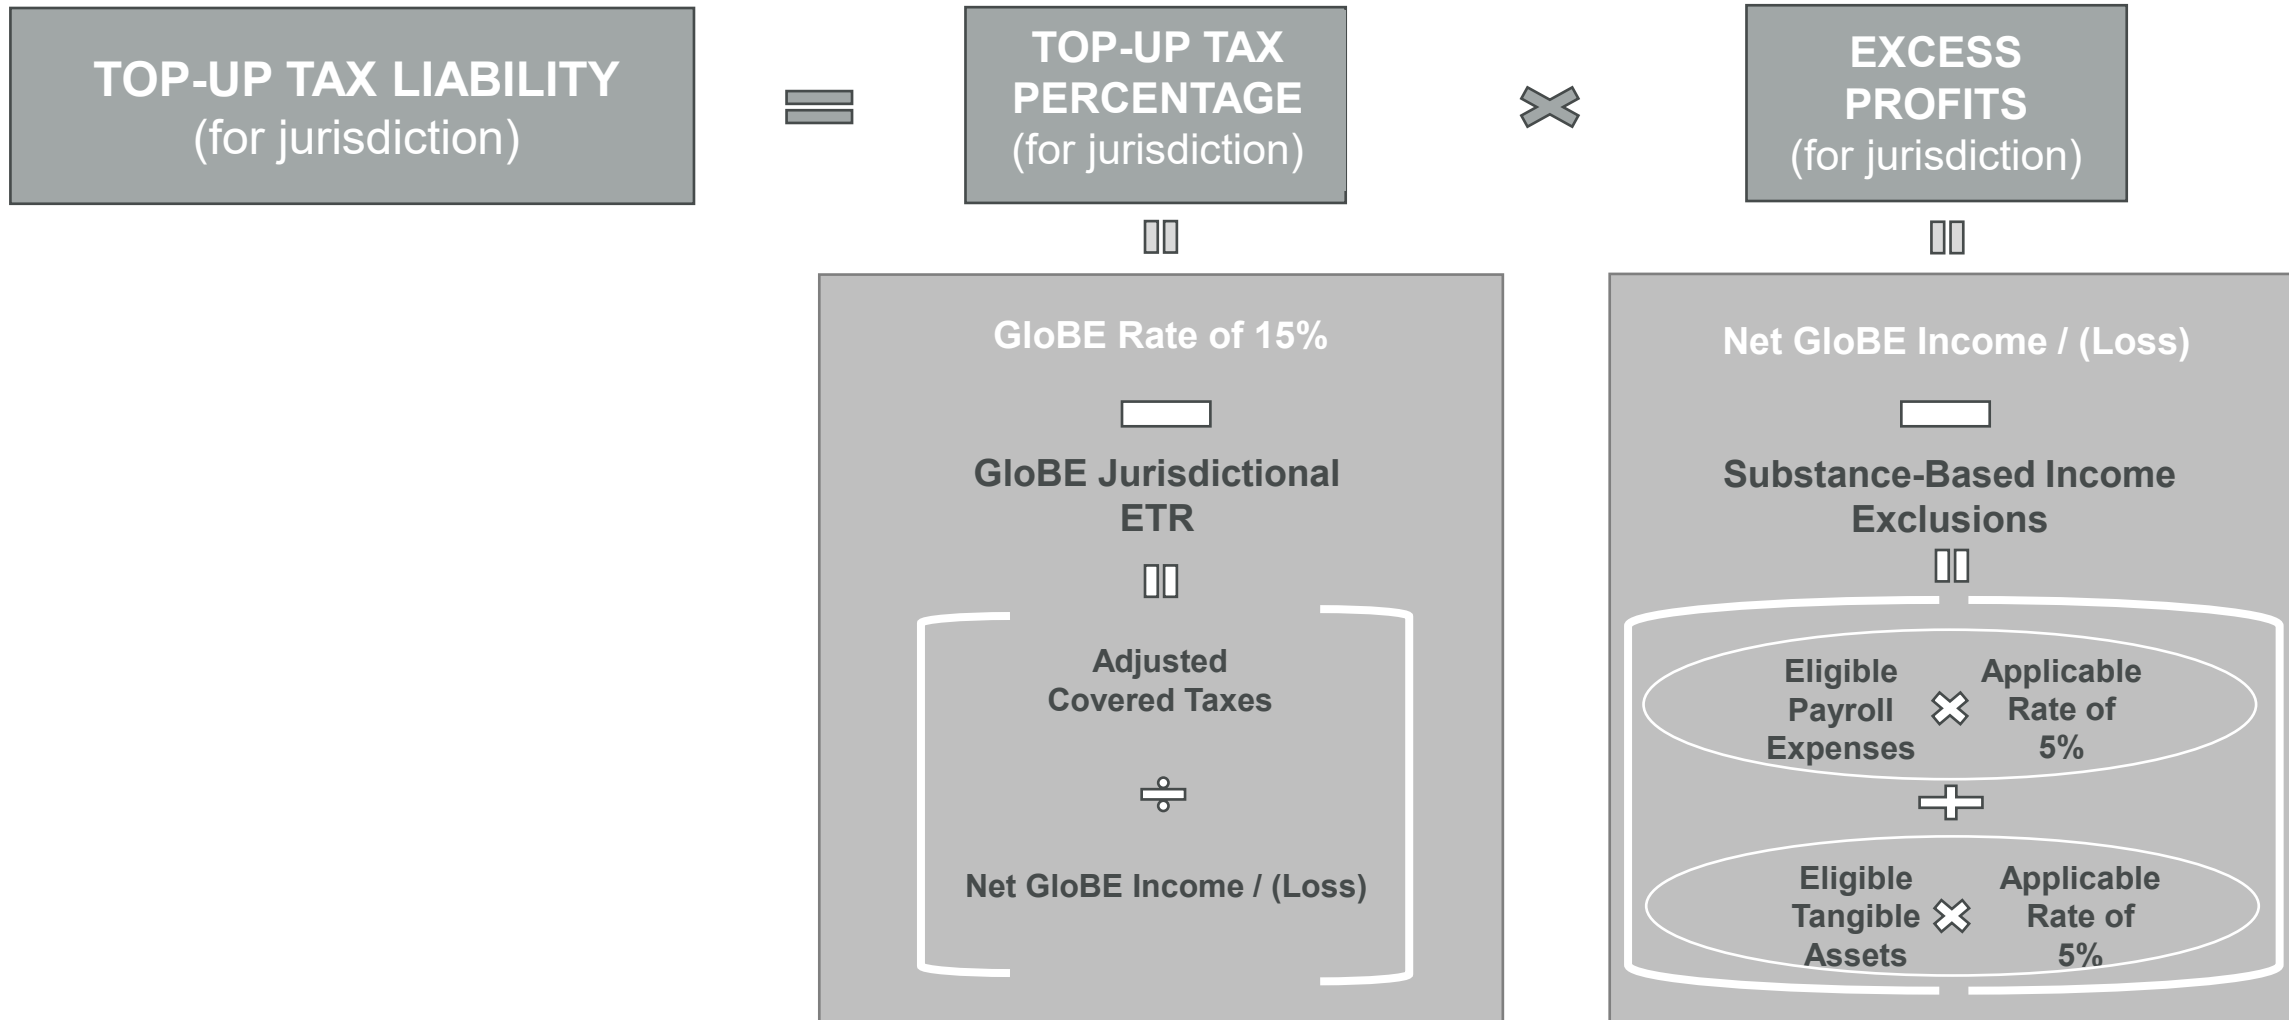 TOP-UP TAX LIABILITY
(for jurisdiction)
TOP-UP TAX
PERCENTAGE
(for jurisdiction)
EXCESS
PROFITS
(for jurisdiction)
GloBE Rate of 15%
GloBE Jurisdictional
ETR
Adjusted
Covered Taxes
Net GloBE Income / (Loss)
Net GloBE Income / (Loss)
Substance-Based Income
Exclusions
Eligible
Payroll
Expenses
Applicable
Rate of
5%
Eligible
Tangible
Assets
Applicable
Rate of
5%